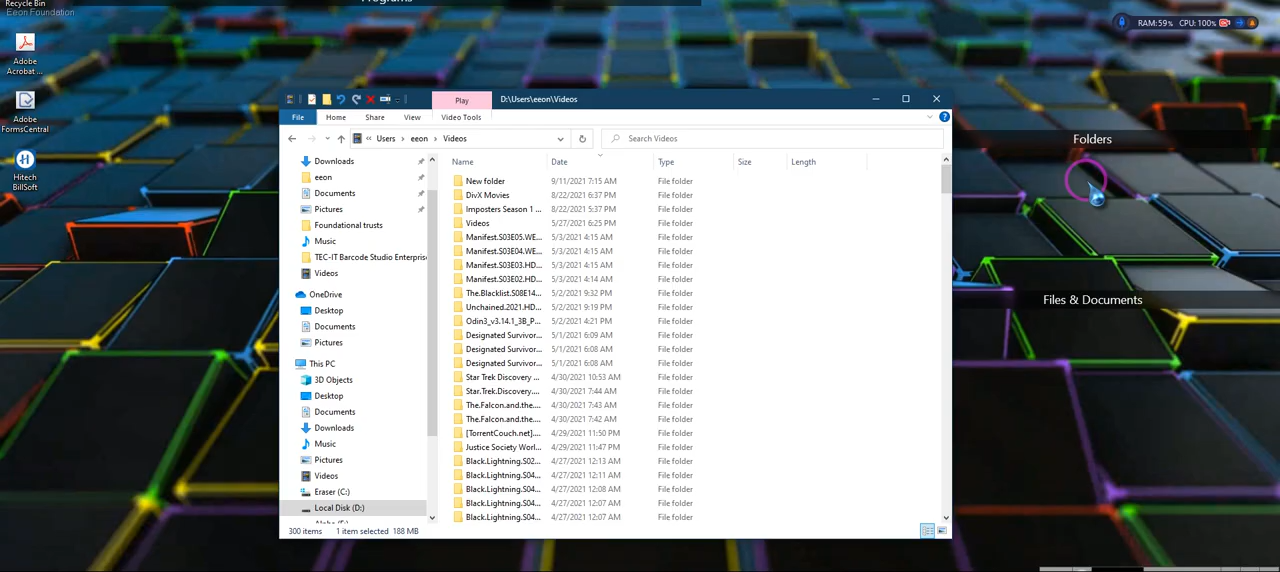 Programs
Recycle Bin
Eeon Foundation
RAM: 59% CPU: 100%
Adobe
Acrobat ...
Adobe
FormsCentral
Hitech
BillSoft
Play
D:\Users\eeon\Videos
File
Home
Share
View
Video Tools
Users
eeon
Videos
Search Videos
Downloads
eeon
Documents
Pictures
Foundational trusts
Music
TEC-IT Barcode Studio Enterpris
Videos
OneDrive
Desktop
Documents
Pictures
This PC
3D Objects
Desktop
Documents
Downloads
Music
Pictures
Videos
Eraser (C:)
Local Disk (D:)
Name Date Type Size Length
New folder 9/11/2021 7:15 AM File folder
DivX Movies 8/22/2021 6:37 PM File folder
Imposters Season 1 ... 8/22/2021 5:37 PM File folder
Videos 5/27/2021 6:25 PM File folder
Manifest.S03E05.WE... 5/3/2021 4:15 AM File folder
Manifest.S03E04.WE... 5/3/2021 4:15 AM File folder
Manifest.S03E03.HD... 5/3/2021 4:15 AM File folder
Manifest.S03E02.HD... 5/3/2021 4:14 AM File folder
The.Blacklist.S08E14... 5/2/2021 9:32 PM File folder
Unchained.2021.HD... 5/2/2021 9:19 PM File folder
Odin3_v3.14.1_3B_P... 5/2/2021 4:21 PM File folder
Designated Survivor... 5/1/2021 6:09 AM File folder
Designated Survivor... 5/1/2021 6:08 AM File folder
Designated Survivor... 5/1/2021 6:08 AM File folder
Star Trek Discovery ... 4/30/2021 10:53 AM File folder
Star.Trek.Discovery.... 4/30/2021 7:44 AM File folder
The.Falcon.and.the.... 4/30/2021 7:43 AM File folder
The.Falcon.and.the.... 4/30/2021 7:42 AM File folder
[TorrentCouch.net].... 4/29/2021 11:50 PM File folder
Justice Society Worl... 4/29/2021 11:47 PM File folder
Black.Lightning.S02... 4/27/2021 12:13 AM File folder
Black.Lightning.S04... 4/27/2021 12:11 AM File folder
Black.Lightning.S04... 4/27/2021 12:08 AM File folder
Black.Lightning.S04... 4/27/2021 12:07 AM File folder
Black.Lightning.S04... 4/27/2021 12:07 AM File folder
300 items 1 item selected 188 MB
Folders
Files & Documents